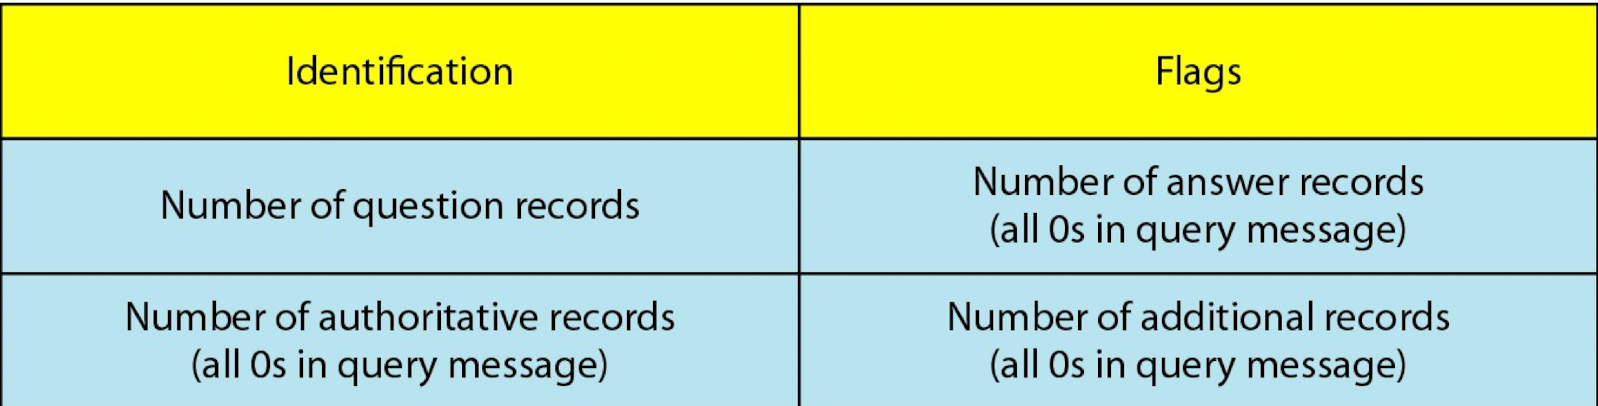 Identification
Flags
Number of question records
Number of answer records
(all 0s in query message)
Number of authoritative records
(all 0s in query message)
Number of additional records
(all 0s in query message)